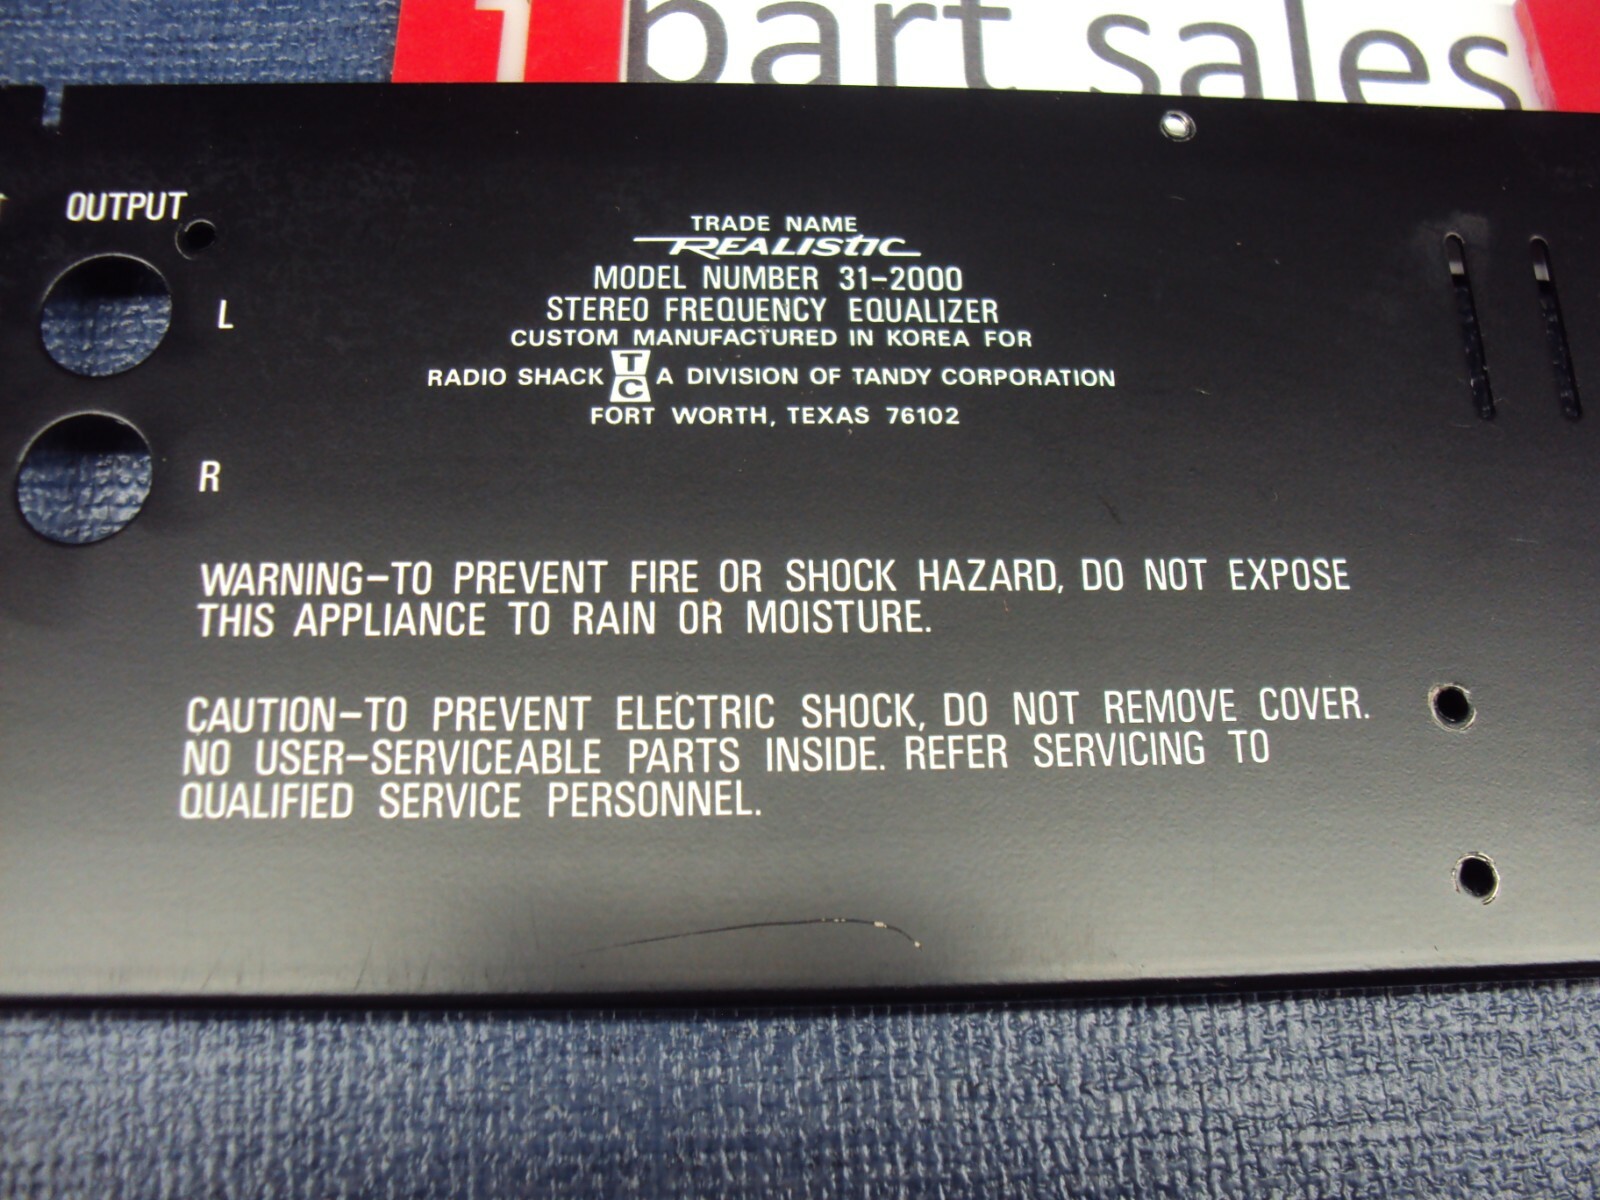 1 part sales
OUTPUT
L
R
TRADE NAME
REALISTIC
MODEL NUMBER 31-2000
STEREO FREQUENCY EQUALIZER
CUSTOM MANUFACTURED IN KOREA FOR
RADIO SHACK TC A DIVISION OF TANDY CORPORATION
FORT WORTH, TEXAS 76102
WARNING-TO PREVENT FIRE OR SHOCK HAZARD, DO NOT EXPOSE
THIS APPLIANCE TO RAIN OR MOISTURE.
CAUTION-TO PREVENT ELECTRIC SHOCK, DO NOT REMOVE COVER.
NO USER-SERVICEABLE PARTS INSIDE. REFER SERVICING TO
QUALIFIED SERVICE PERSONNEL.